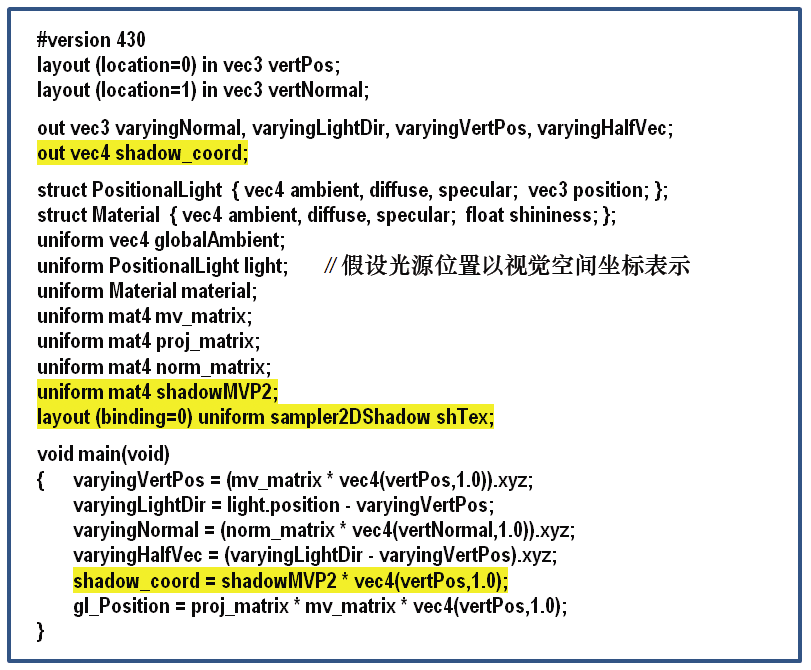 #version 430
layout (location=0) in vec3 vertPos;
layout (location=1) in vec3 vertNormal;
out vec3 varyingNormal, varyingLightDir, varyingVertPos, varyingHalfVec;
out vec4 shadow_coord;
struct PositionalLight { vec4 ambient, diffuse, specular; vec3 position; };
struct Material { vec4 ambient, diffuse, specular; float shininess; };
uniform vec4 globalAmbient;
uniform PositionalLight light; // 假设光源位置以视觉空间坐标表示
uniform Material material;
uniform mat4 mv_matrix;
uniform mat4 proj_matrix;
uniform mat4 norm_matrix;
uniform mat4 shadowMVP2;
layout (binding=0) uniform sampler2DShadow shTex;
void main(void)
{ varyingVertPos = (mv_matrix * vec4(vertPos,1.0)).xyz;
varyingLightDir = light.position - varyingVertPos;
varyingNormal = (norm_matrix * vec4(vertNormal,1.0)).xyz;
varyingHalfVec = (varyingLightDir - varyingVertPos).xyz;
shadow_coord = shadowMVP2 * vec4(vertPos,1.0);
gl_Position = proj_matrix * mv_matrix * vec4(vertPos,1.0);
}